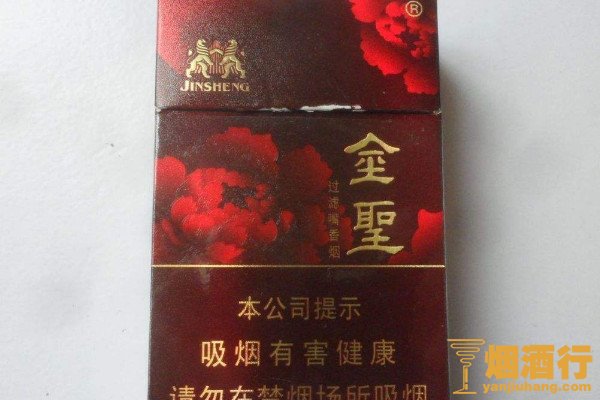 ®
JINSHENG
金聖
过滤嘴香烟
本公司提示
吸烟有害健康
请勿在禁烟场所吸烟
烟酒行
yanjiuhang.com